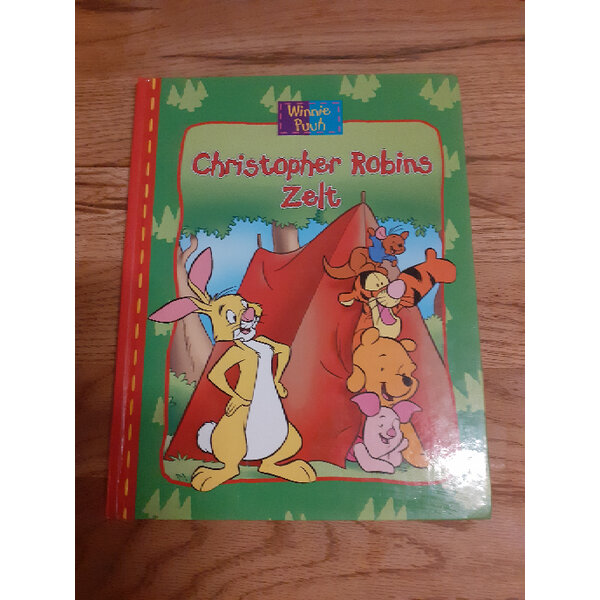 Winnie
Puuh
Christopher Robins
Zelt